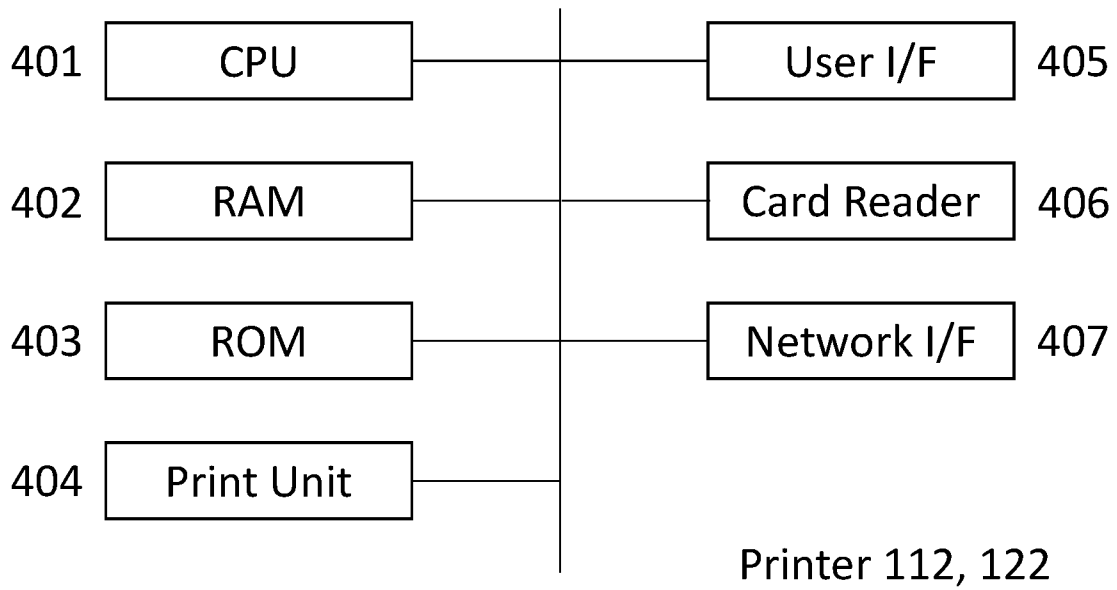 401 CPU User I/F 405
402 RAM Card Reader 406
403 ROM Network I/F 407
404 Print Unit
Printer 112, 122